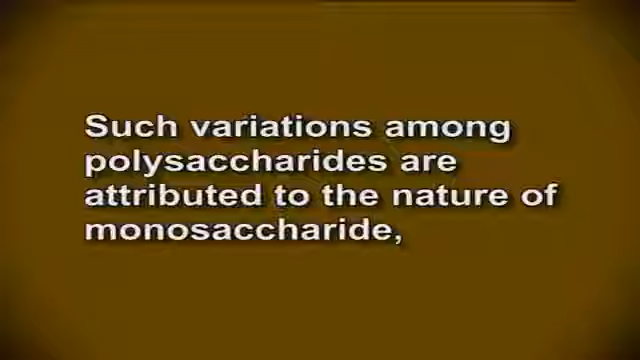 Such variations among
polysaccharides are
attributed to the nature of
monosaccharide,